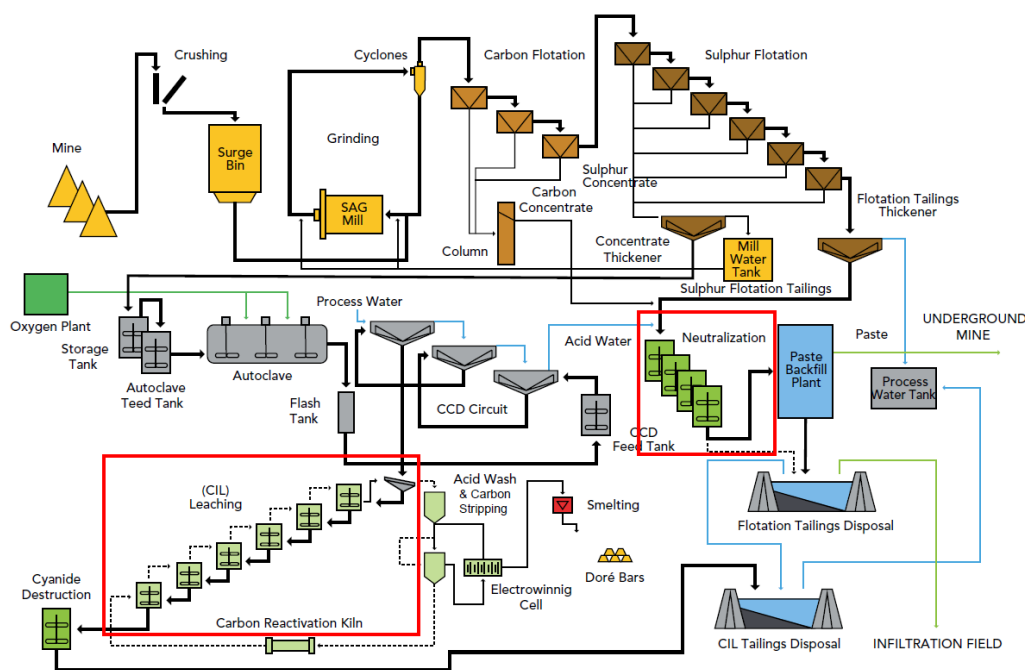 Crushing
Cyclones
Carbon Flotation
Sulphur Flotation
Mine
Surge
Bin
Grinding
SAG
Mill
Sulphur
Concentrate
Carbon
Concentrate
Column
Concentrate
Thickener
Mill
Water
Tank
Flotation Tailings
Thickener
Sulphur Flotation Tailings
Oxygen Plant
Storage
Tank
Autoclave
Teed Tank
Autoclave
Flash
Tank
Process Water
CCD Circuit
Acid Water
CCD
Feed Tank
Neutralization
Paste
Backfill
Plant
Paste
UNDERGROUND
MINE
Process
Water Tank
Flotation Tailings Disposal
(CIL)
Leaching
Acid Wash
& Carbon
Stripping
Smelting
Doré Bars
Electrowinnig
Cell
Cyanide
Destruction
Carbon Reactivation Kiln
CIL Tailings Disposal
INFILTRATION FIELD